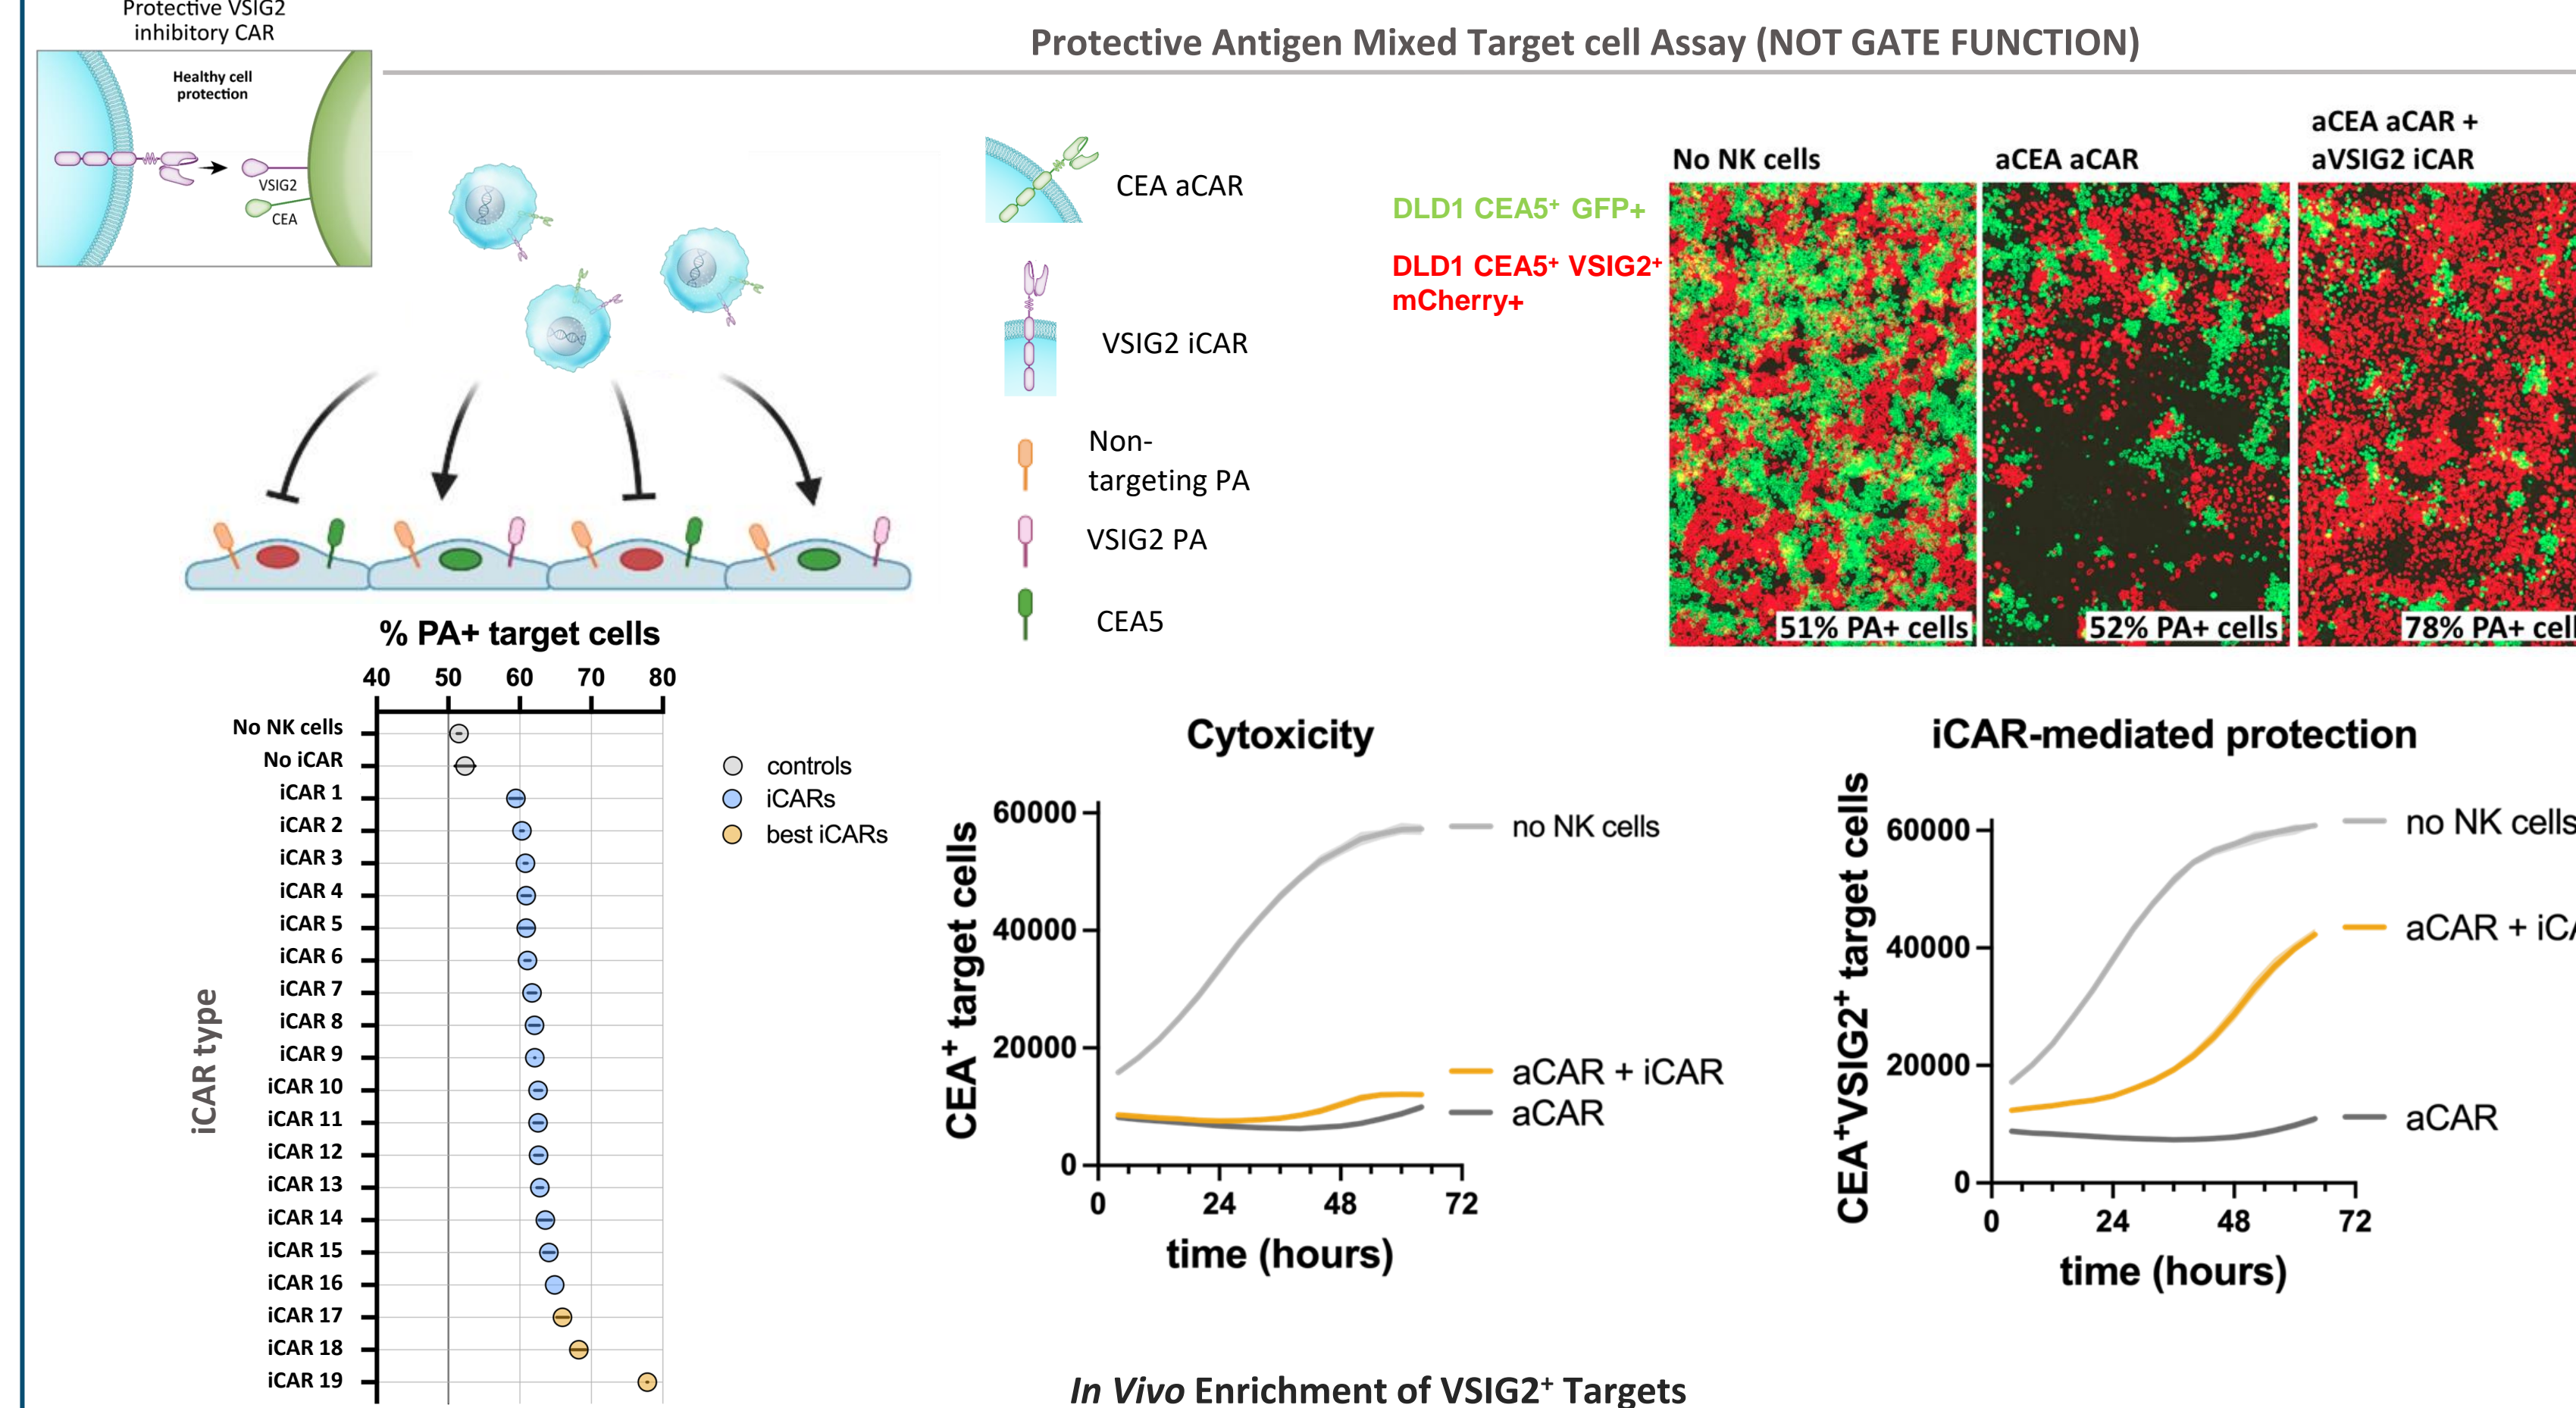 Protective VSIG2
inhibitory CAR
Healthy cell
protection
VSIG2
CEA
Protective Antigen Mixed Target cell Assay (NOT GATE FUNCTION)
CEA aCAR
VSIG2 iCAR
Non-
targeting PA
VSIG2 PA
CEA5
DLD1 CEA5⁺ GFP+
DLD1 CEA5⁺ VSIG2⁺
mCherry+
No NK cells
aCEA aCAR
aCEA aCAR +
aVSIG2 iCAR
51% PA+ cells
52% PA+ cells
78% PA+ cell
% PA+ target cells
40 50 60 70 80
iCAR type
No NK cells
No iCAR
iCAR 1
iCAR 2
iCAR 3
iCAR 4
iCAR 5
iCAR 6
iCAR 7
iCAR 8
iCAR 9
iCAR 10
iCAR 11
iCAR 12
iCAR 13
iCAR 14
iCAR 15
iCAR 16
iCAR 17
iCAR 18
iCAR 19
controls
iCARs
best iCARs
Cytoxicity
CEA⁺ target cells
60000
40000
20000
0
0 24 48 72
time (hours)
no NK cells
aCAR + iCAR
aCAR
iCAR-mediated protection
CEA⁺VSIG2⁺ target cells
60000
40000
20000
0
0 24 48 72
time (hours)
no NK cells
aCAR + iCA
aCAR
In Vivo Enrichment of VSIG2⁺ Targets